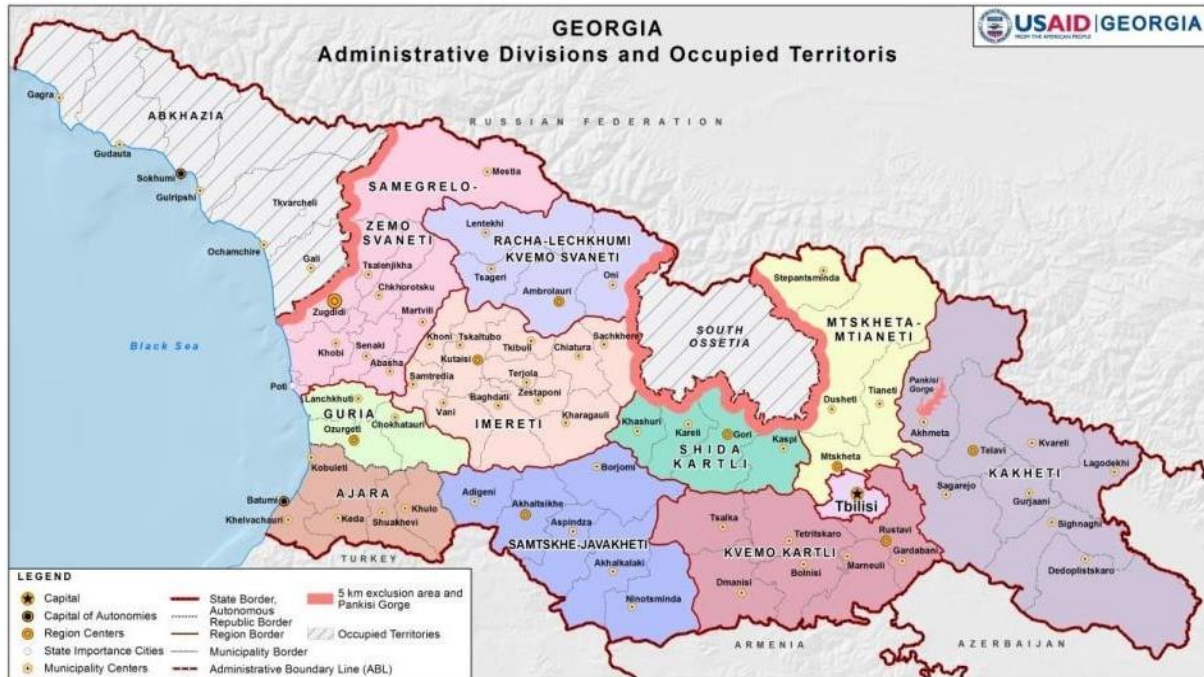 GEORGIA
Administrative Divisions and Occupied Territoris
USAID | GEORGIA
FROM THE AMERICAN PEOPLE
RUSSIAN FEDERATION
Gagra
ABKHAZIA
Gudauta
Sokhumi
Gulripshi
Tkvarcheli
Ochamchire
Gali
Mestia
SAMEGRELO-
ZEMO
SVANETI
Tsalenjikha
Chkhorotsku
Zugdidi
Martvili
Khobi
Senaki
Abasha
Poti
Black Sea
Lentekhi
RACHA-LECHKHUMI
KVEMO SVANETI
Tsageri
Oni
Ambrolauri
Khoni
Tskaltubo
Tkibuli
Sachkhere
Kutaisi
Chiatura
Samtredia
Terjola
Zestaponi
Vani
Baghdati
Kharagauli
IMERETI
Lanchkhuti
GURIA
Chokhatauri
Ozurgeti
Kobuleti
Batumi
AJARA
Khelvachauri
Keda
Shuakhevi
Khulo
TURKEY
SOUTH
OSSETIA
Khashuri
Kareli
Gori
Kaspi
SHIDA
KARTLI
Stepantsminda
MTSKHETA-
MTIANETI
Dusheti
Tianeti
Mtskheta
Tbilisi
Pankisi
Gorge
Akhmeta
Telavi
Kvareli
KAKHETI
Lagodekhi
Sagarejo
Gurjaani
Sighnaghi
Dedoplistskaro
Borjomi
Adigeni
Akhaltsikhe
Aspindza
SAMTSKHE-JAVAKHETI
Akhalkalaki
Ninotsminda
Tsalka
Tetritskaro
Rustavi
KVEMO KARTLI
Gardabani
Marneuli
Bolnisi
Dmanisi
ARMENIA
AZERBAIJAN
LEGEND
Capital
Capital of Autonomies
Region Centers
State Importance Cities
Municipality Centers
State Border,
Autonomous
Republic Border
Region Border
Municipality Border
Administrative Boundary Line (ABL)
5 km exclusion area and
Pankisi Gorge
Occupied Territories